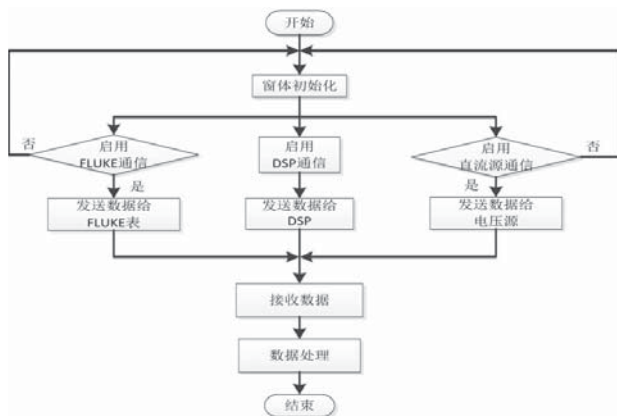 开始
窗体初始化
否
启用
FLUKE通信
启用
DSP通信
启用
直流源通信
否
是
是
发送数据给
FLUKE表
发送数据给
DSP
发送数据给
电压源
接收数据
数据处理
结束